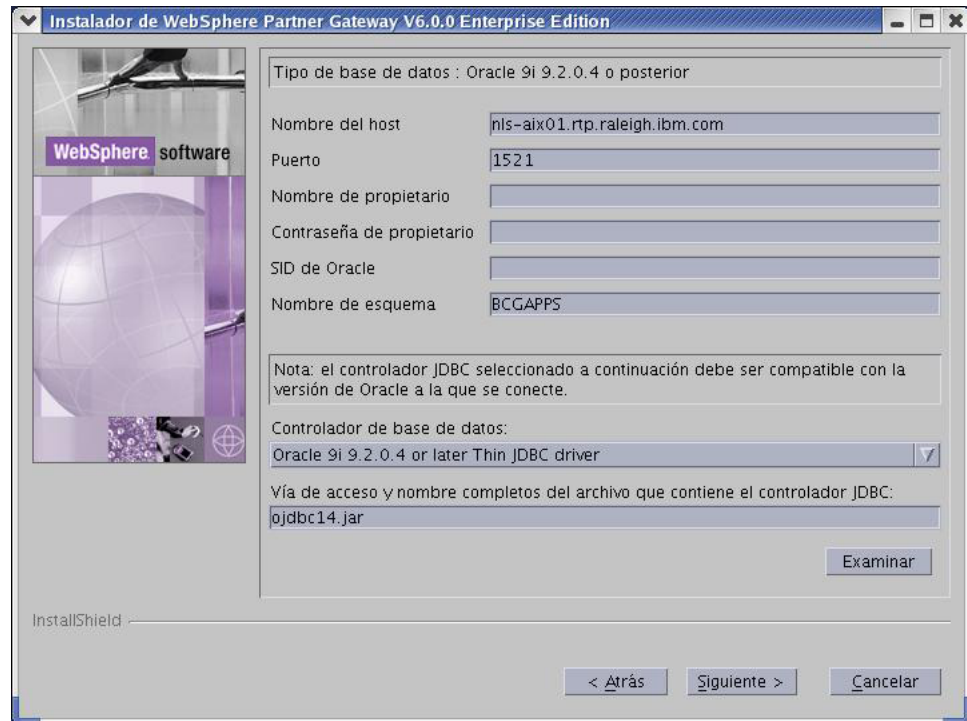 Instalador de WebSphere Partner Gateway V6.0.0 Enterprise Edition
WebSphere software
Tipo de base de datos : Oracle 9i 9.2.0.4 o posterior
Nombre del host
nls-aix01.rtp.raleigh.ibm.com
Puerto
1521
Nombre de propietario
Contraseña de propietario
SID de Oracle
Nombre de esquema
BCGAPPS
Nota: el controlador JDBC seleccionado a continuación debe ser compatible con la
versión de Oracle a la que se conecte.
Controlador de base de datos:
Oracle 9i 9.2.0.4 or later Thin JDBC driver
Vía de acceso y nombre completos del archivo que contiene el controlador JDBC:
ojdbc14.jar
Examinar
InstallShield
< Atrás
Siguiente >
Cancelar